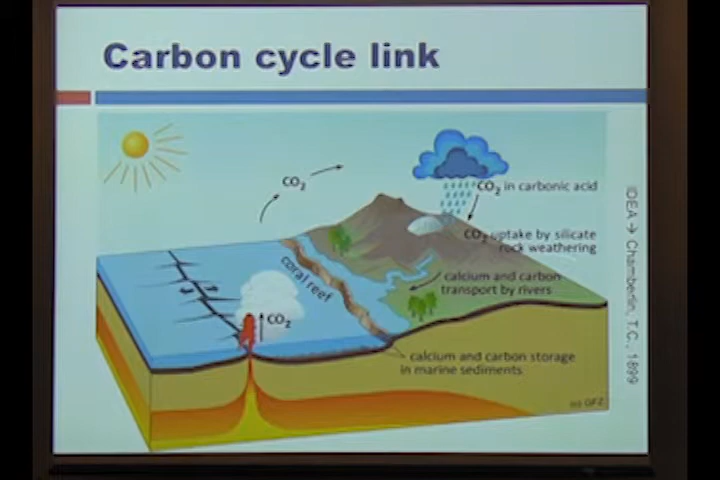 Carbon cycle link
CO2
CO2 in carbonic acid
CO2 uptake by silicate
rock weathering
coral reef
calcium and carbon
transport by rivers
CO2
calcium and carbon storage
in marine sediments
IDEA → Chamberlin, T.C., 1899
GFZ